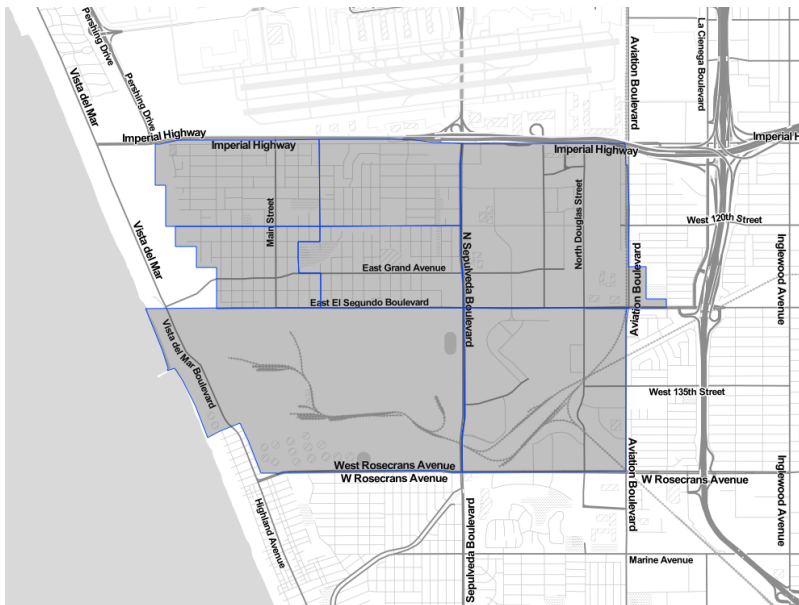 Pershing Drive
La Cienega Boulevard
Aviation Boulevard
Vista del Mar
Pershing Drive
Imperial Highway
Imperial Highway
Imperial Highway
Imperial H
Main Street
North Douglas Street
West 120th Street
Vista del Mar
N Sepulveda Boulevard
Aviation Boulevard
Inglewood Avenue
East Grand Avenue
East El Segundo Boulevard
Vista del Mar Boulevard
West 135th Street
West Rosecrans Avenue
W Rosecrans Avenue
Aviation Boulevard
W Rosecrans Avenue
Inglewood Avenue
Highland Avenue
Sepulveda Boulevard
Marine Avenue